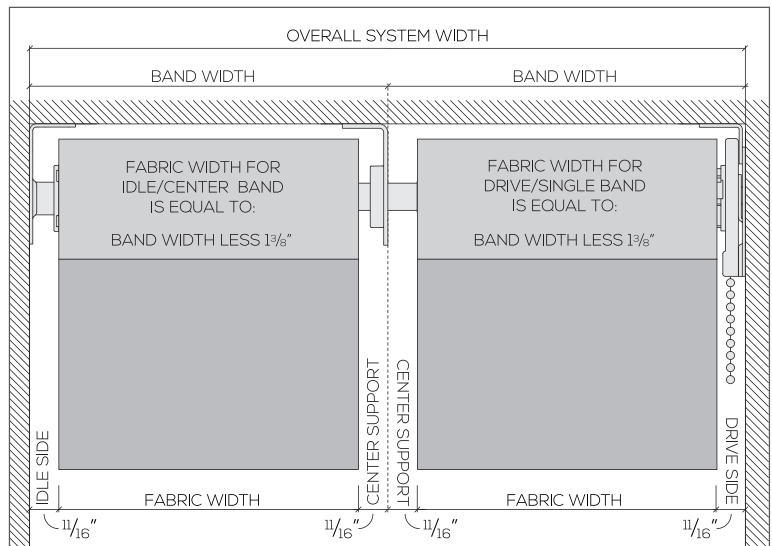 OVERALL SYSTEM WIDTH
BAND WIDTH
BAND WIDTH
FABRIC WIDTH FOR
IDLE/CENTER BAND
IS EQUAL TO:
BAND WIDTH LESS 1⅜"
FABRIC WIDTH FOR
DRIVE/SINGLE BAND
IS EQUAL TO:
BAND WIDTH LESS 1⅜"
IDLE SIDE
CENTER SUPPORT
CENTER SUPPORT
DRIVE SIDE
FABRIC WIDTH
FABRIC WIDTH
11/16"
11/16"
11/16"
11/16"